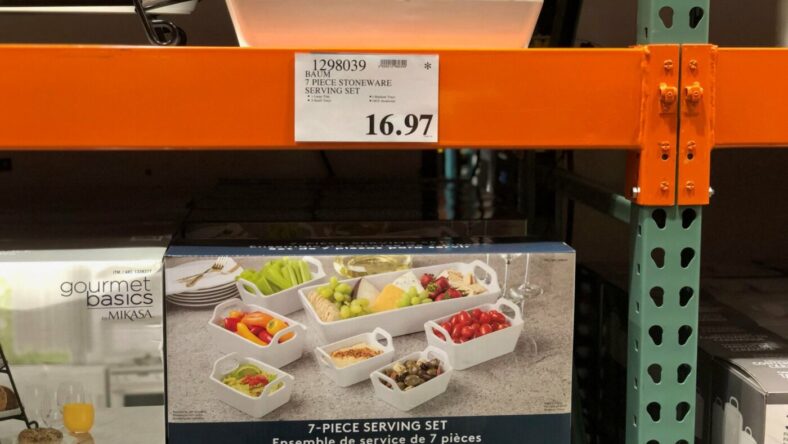 1298039 *
BAUM
7 PIECE STONEWARE
SERVING SET
16.97
gourmet
basics
by MIKASA
7-PIECE SERVING SET
Ensemble de service de 7 pièces